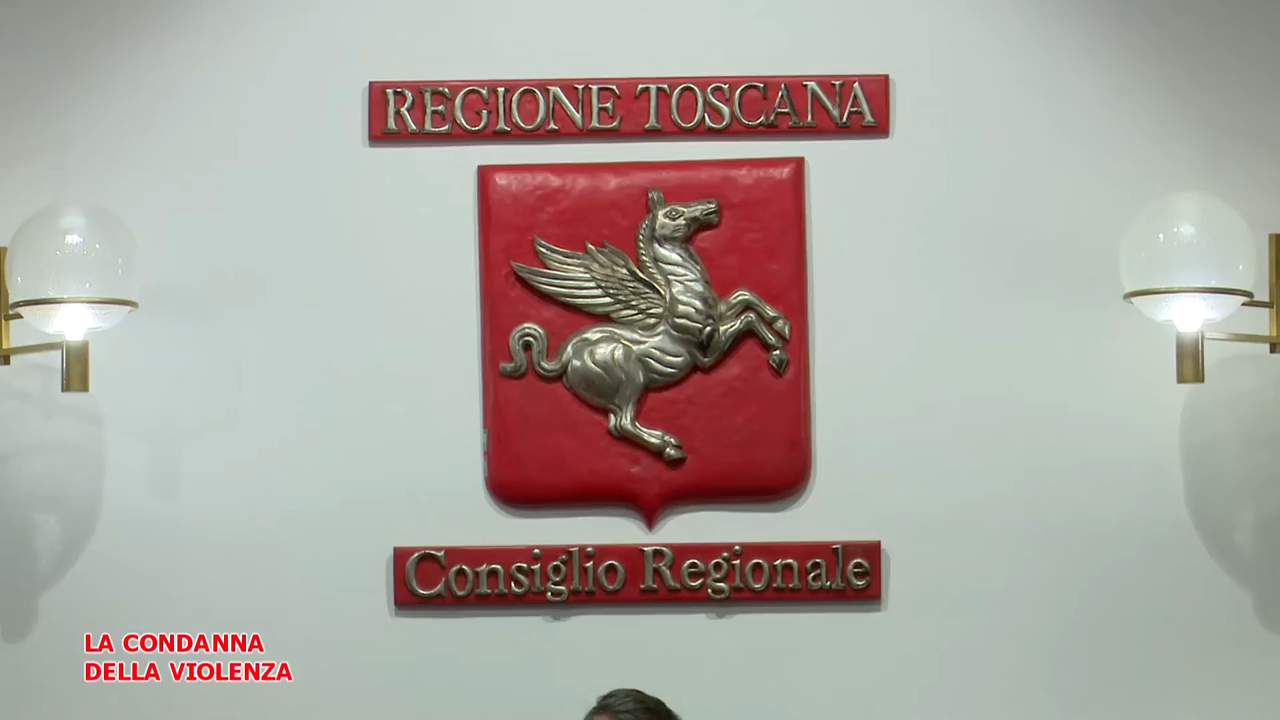 REGIONE TOSCANA
Consiglio Regionale
LA CONDANNA
DELLA VIOLENZA